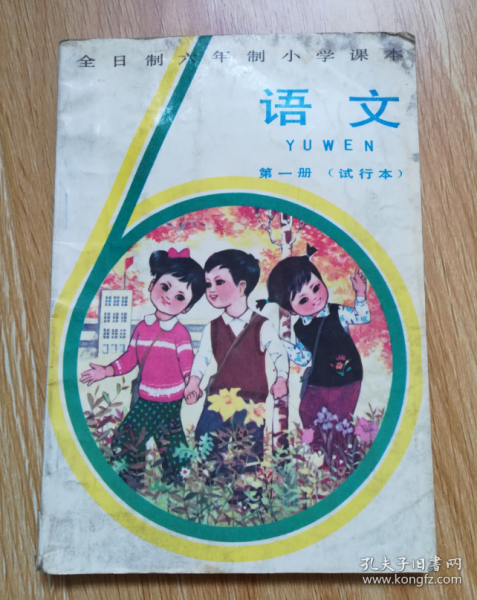 全日制六年制小学课本
语文
YUWEN
第一册（试行本）
孔夫子旧书网
www.kongfz.com